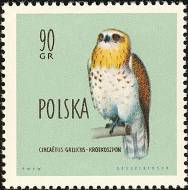 90
GR
POLSKA
CIRCAËTUS GALLICUS-KRÓTKOSZPON